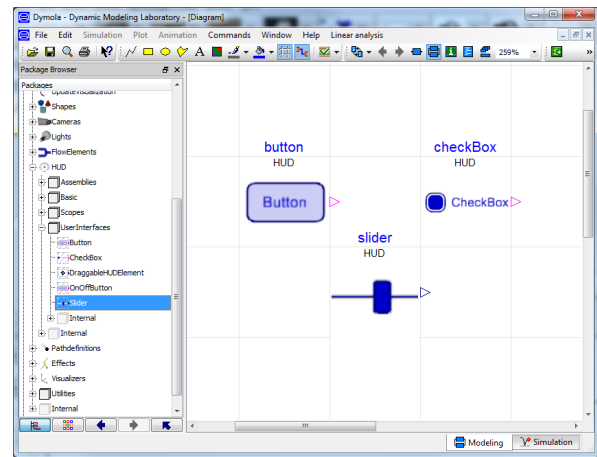 Dymola - Dynamic Modeling Laboratory - [Diagram]
File Edit Simulation Plot Animation Commands Window Help Linear analysis
A 259% »
Package Browser
Packages
UpdateVisualization
Shapes
Cameras
Lights
FlowElements
HUD
Assemblies
Basic
Scopes
UserInterfaces
Button
CheckBox
DraggableHUDElement
OnOffButton
Slider
Internal
Internal
Pathdefinitions
Effects
Visualizers
Utilities
Internal
button
HUD
Button
checkBox
HUD
CheckBox
slider
HUD
Modeling Simulation